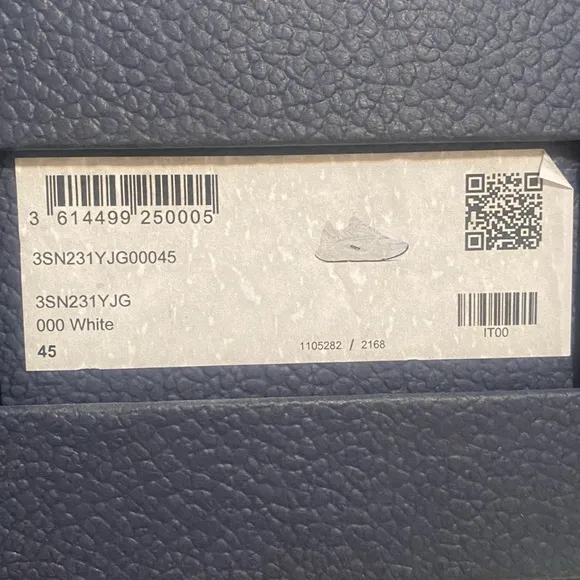 3 614499 250005
3SN231YJG00045
3SN231YJG
000 White
45
1105282 / 2168
IT00